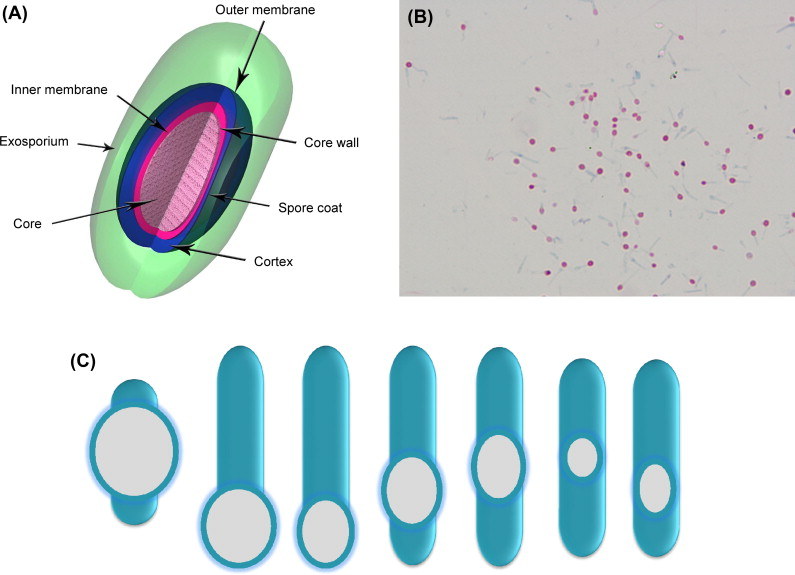 (A)
Outer membrane
Inner membrane
Exosporium
Core wall
Core
Spore coat
Cortex
(B)
(C)